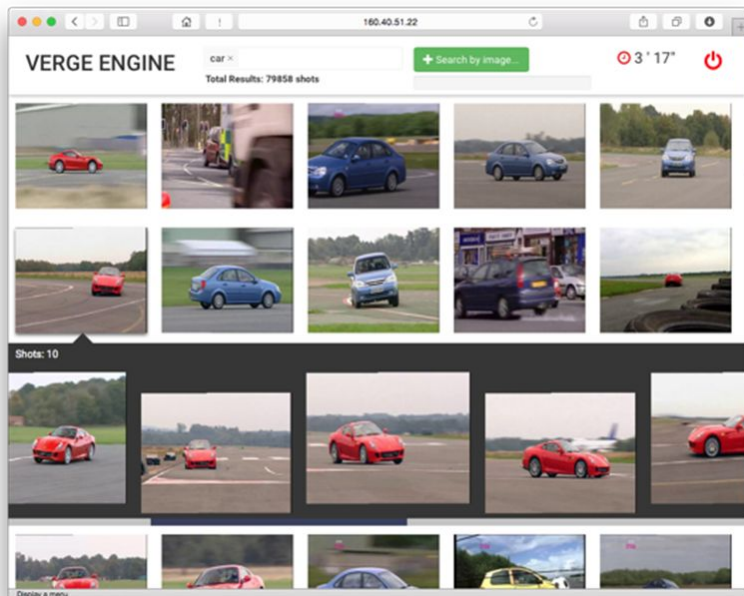 160.40.51.22
VERGE ENGINE
car ×
Total Results: 79858 shots
+ Search by image...
3 ' 17"
Shots: 10
Display a menu